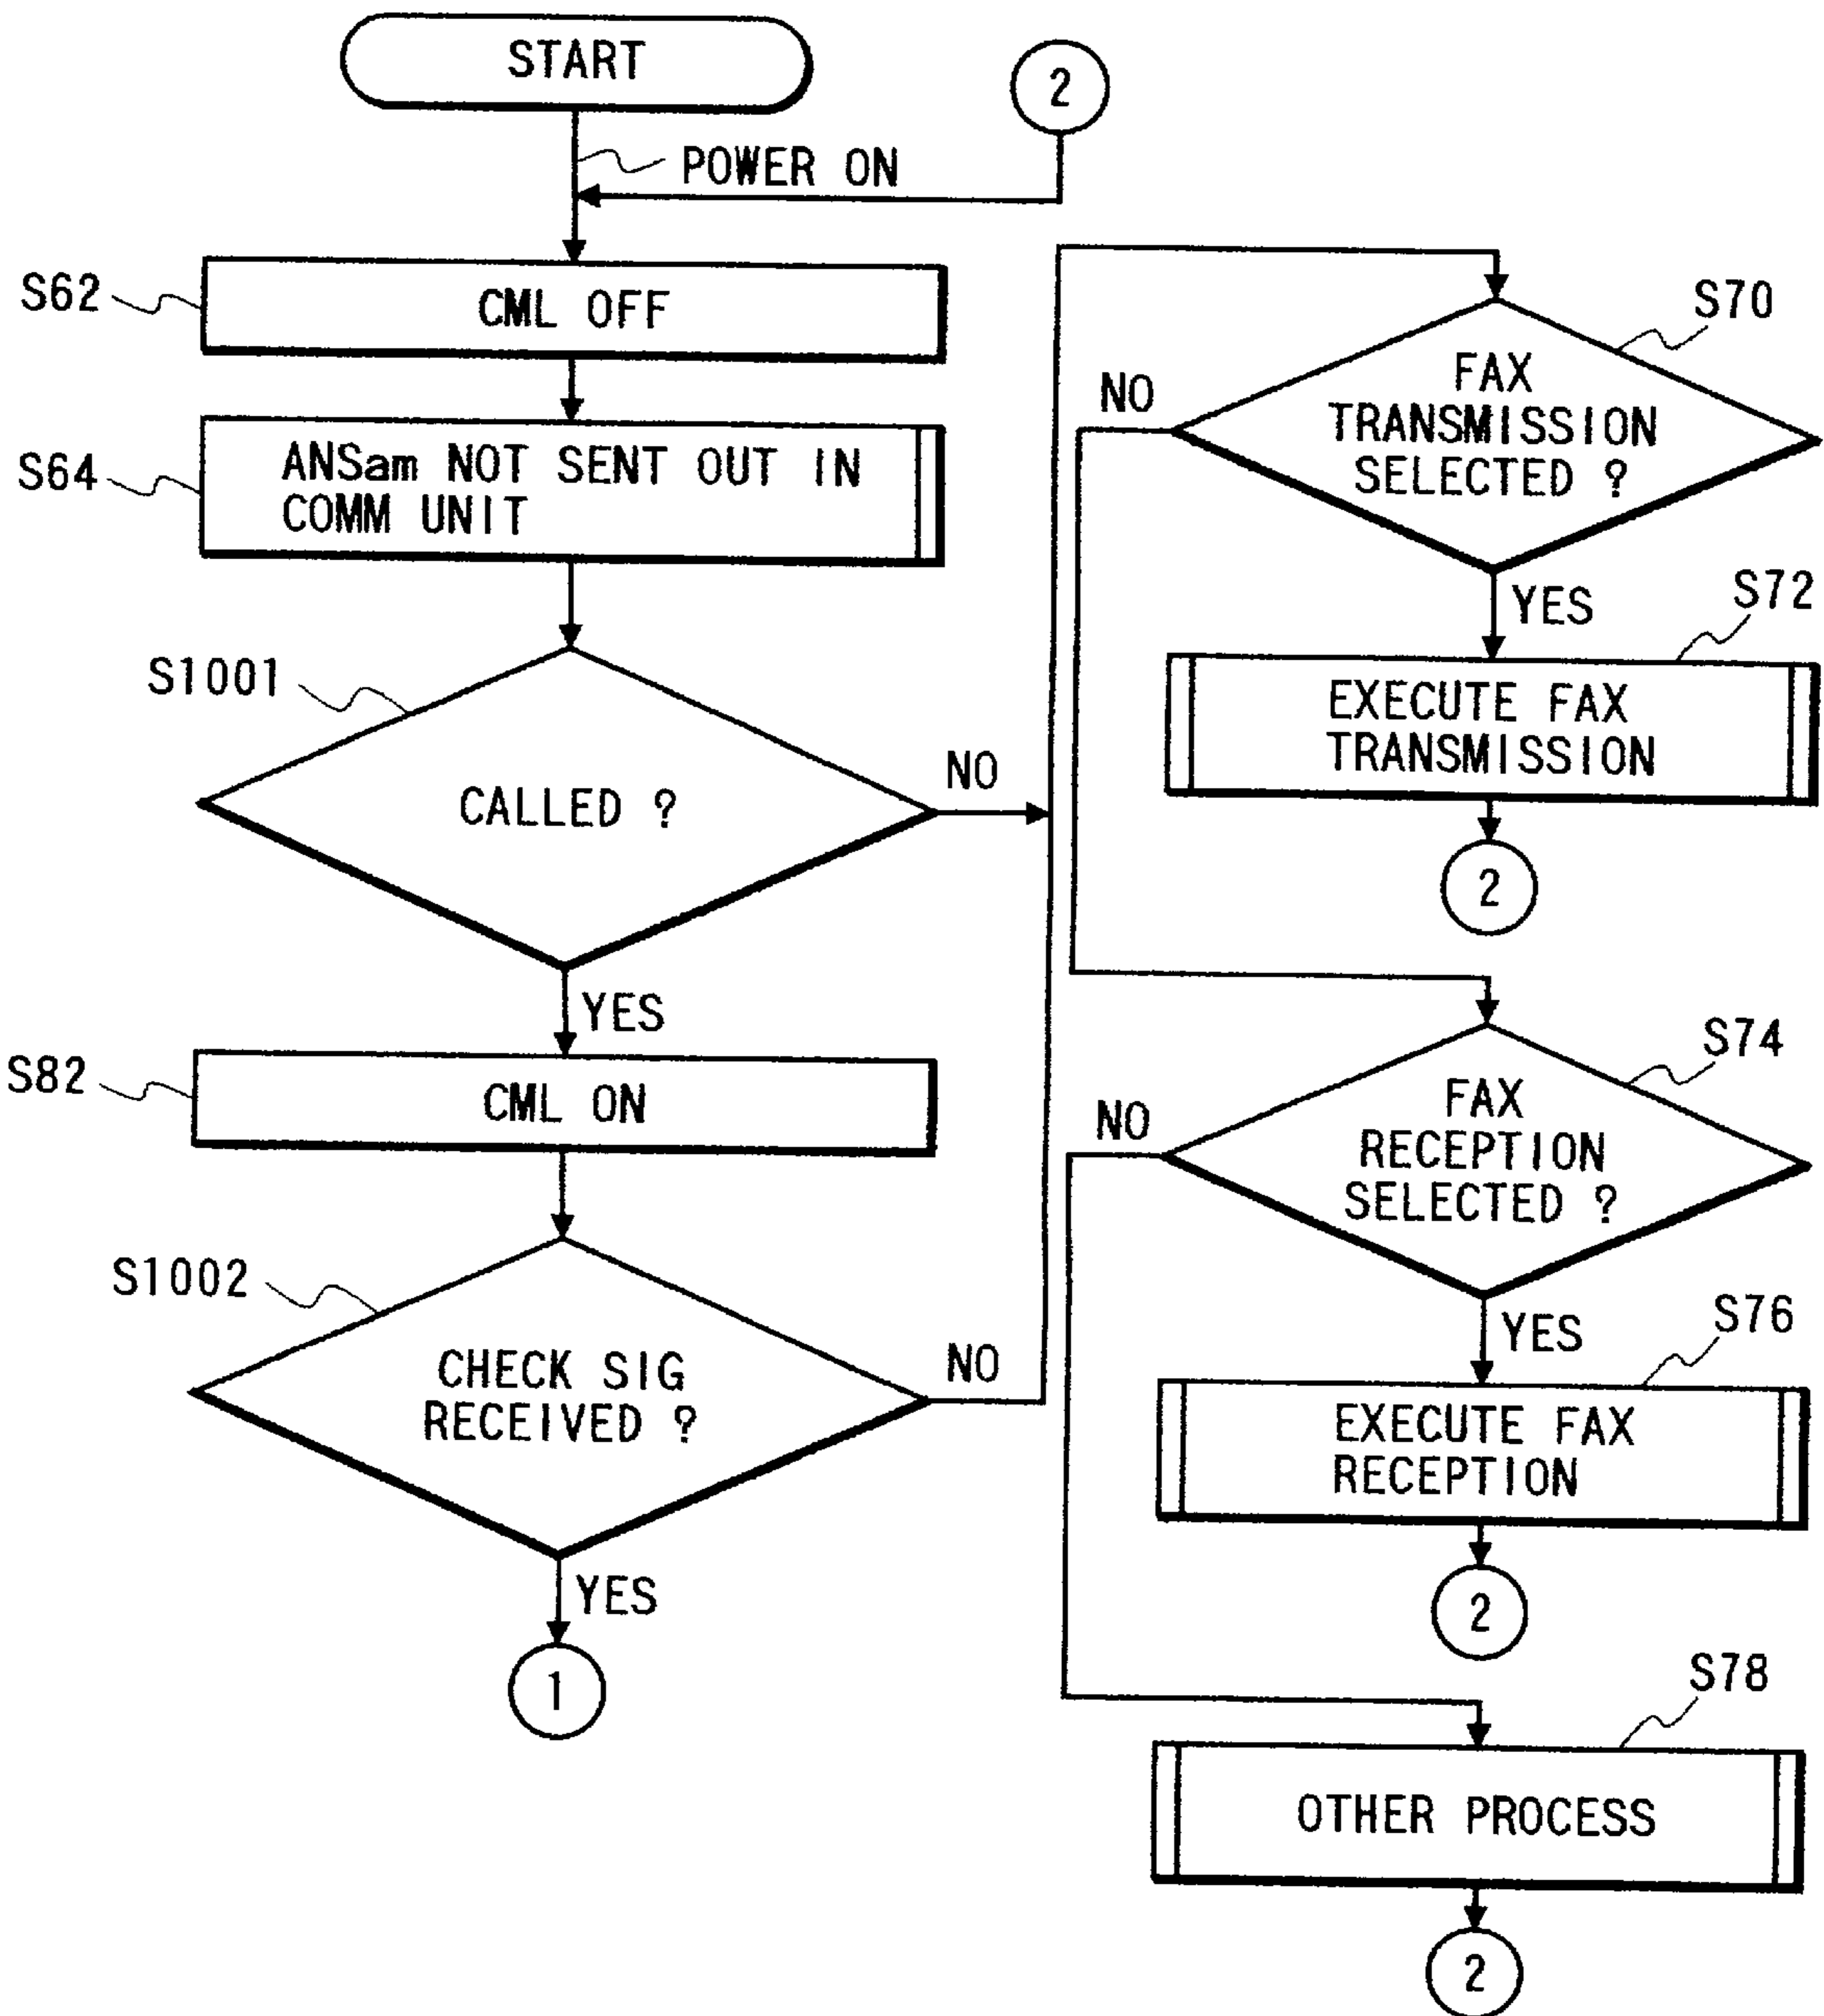 START
2
POWER ON
S62
CML OFF
S64
ANSam NOT SENT OUT IN
COMM UNIT
S1001
CALLED ?
NO
YES
S82
CML ON
S1002
CHECK SIG
RECEIVED ?
NO
YES
1
S70
NO
FAX
TRANSMISSION
SELECTED ?
YES
S72
EXECUTE FAX
TRANSMISSION
2
S74
NO
FAX
RECEPTION
SELECTED ?
YES
S76
EXECUTE FAX
RECEPTION
2
S78
OTHER PROCESS
2